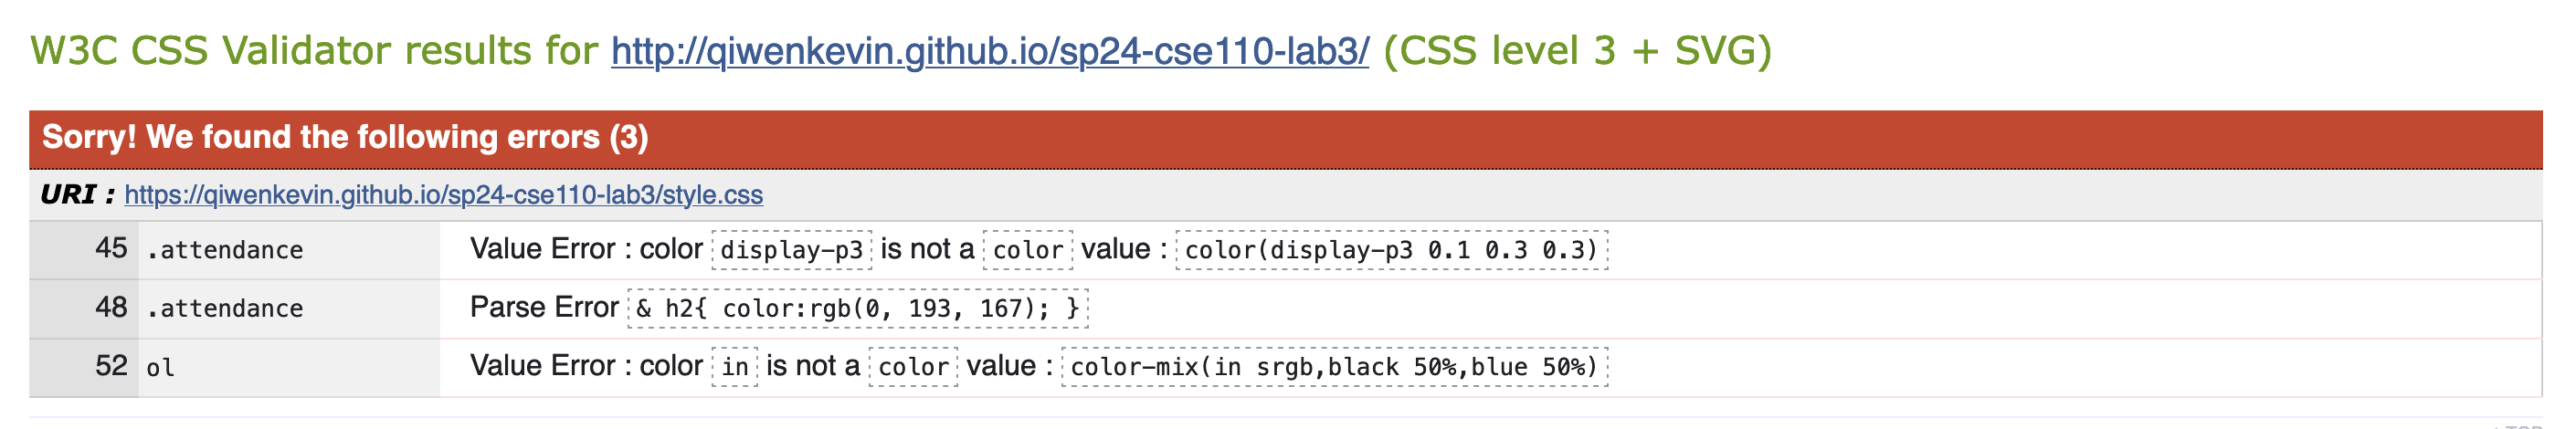 W3C CSS Validator results for http://qiwenkevin.github.io/sp24-cse110-lab3/ (CSS level 3 + SVG)
Sorry! We found the following errors (3)
URI : https://qiwenkevin.github.io/sp24-cse110-lab3/style.css
45 .attendance Value Error : color display-p3 is not a color value : color(display-p3 0.1 0.3 0.3)
48 .attendance Parse Error & h2{ color:rgb(0, 193, 167); }
52 ol Value Error : color in is not a color value : color-mix(in srgb,black 50%,blue 50%)